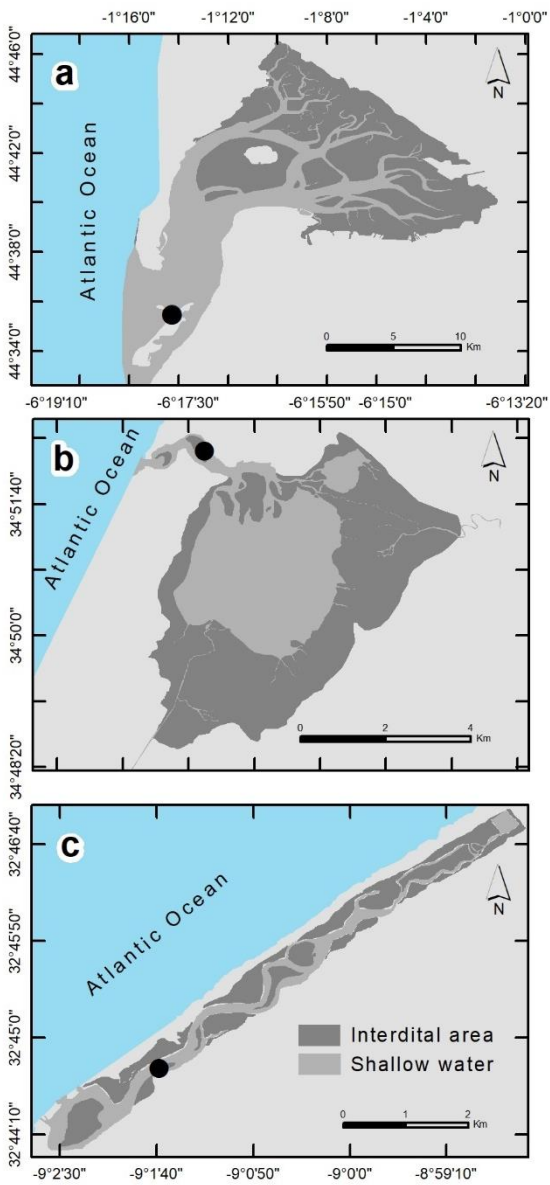 -1°16'0" -1°12'0" -1°8'0" -1°4'0" -1°0'0"
44°46'0"
44°42'0"
44°38'0"
44°34'0"
a
N
Atlantic Ocean
0 5 10
Km
-6°19'10" -6°17'30" -6°15'50" -6°15'0" -6°13'20"
34°51'40"
34°50'0"
34°48'20"
b
N
Atlantic Ocean
0 2 4
Km
32°46'40"
32°45'50"
32°45'0"
32°44'10"
c
N
Atlantic Ocean
Interdital area
Shallow water
0 1 2
Km
-9°2'30" -9°1'40" -9°0'50" -9°0'0" -8°59'10"